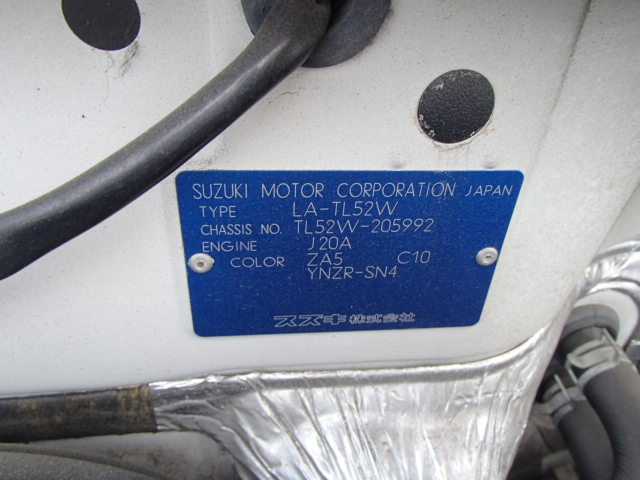 SUZUKI MOTOR CORPORATION JAPAN
TYPE LA-TL52W
CHASSIS NO. TL52W-205992
ENGINE J20A
COLOR ZA5 C10
YNZR-SN4
スズキ株式会社